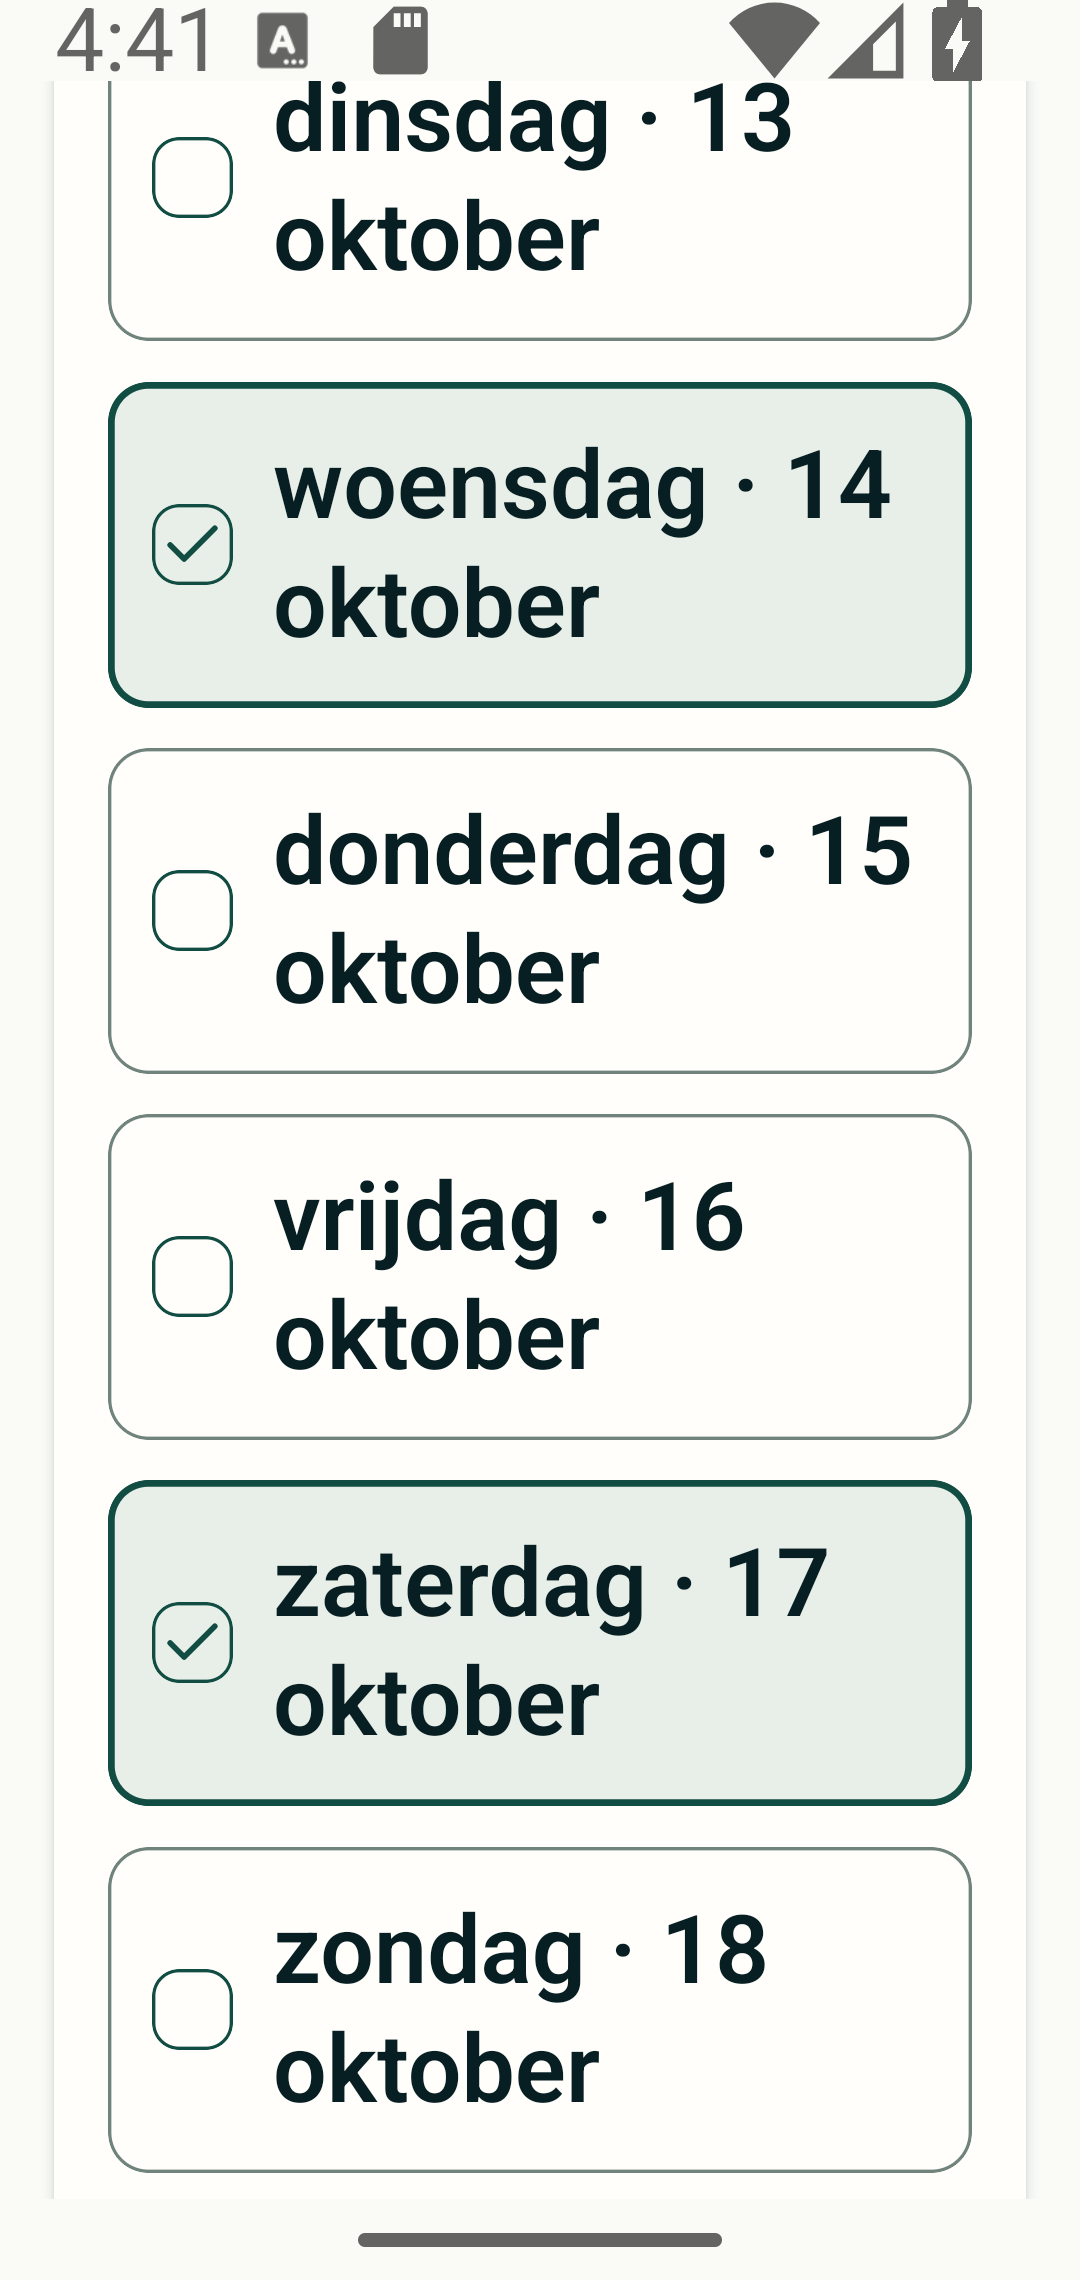 4:41
dinsdag · 13
oktober
woensdag · 14
oktober
donderdag · 15
oktober
vrijdag · 16
oktober
zaterdag · 17
oktober
zondag · 18
oktober